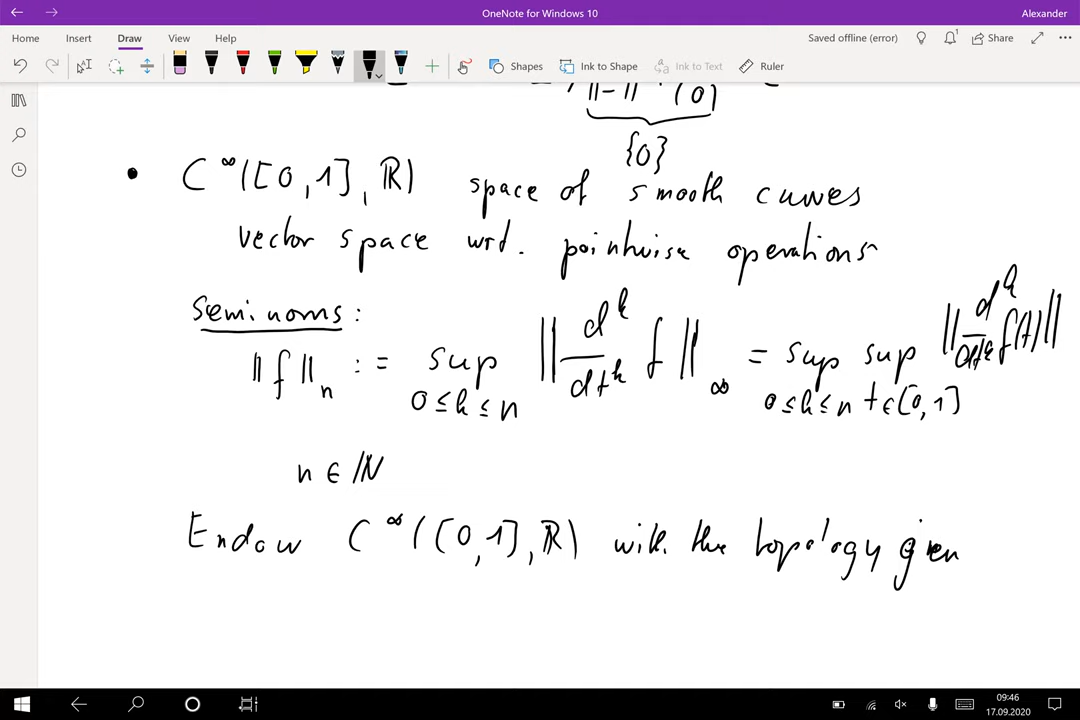 OneNote for Windows 10
Alexander
Home Insert Draw View Help
Saved offline (error) Share
Shapes Ink to Shape Ink to Text Ruler
‖-‖ (0)
{0}
• C^∞([0,1], ℝ) space of smooth curves
vector space wrt. pointwise operations
Seminoms:
‖f‖_n := sup_{0≤k≤n} ‖d^k/dt^k f‖_∞ = sup_{0≤k≤n} sup_{t∈[0,1]} ‖d^k/dt^k f(t)‖
n ∈ ℕ
Endow C^∞([0,1], ℝ) with the topology given
09:46
17.09.2020